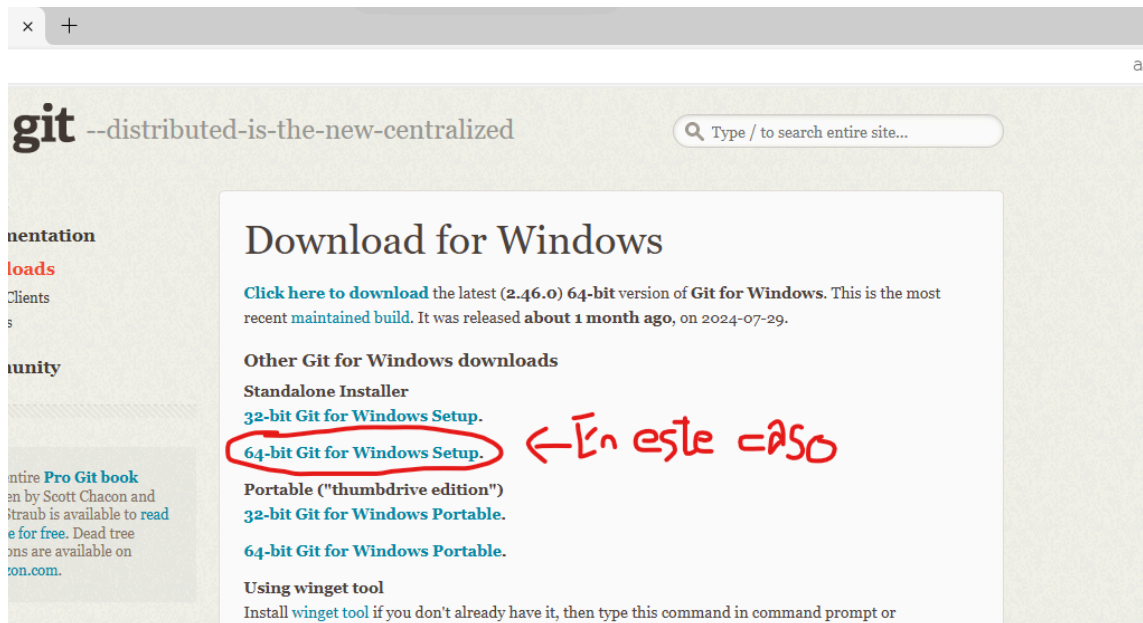 × +
a
git --distributed-is-the-new-centralized
Type / to search entire site...
mentation
loads
Clients
s
nunity
entire Pro Git book
en by Scott Chacon and
Straub is available to read
e for free. Dead tree
ons are available on
zon.com.
Download for Windows
Click here to download the latest (2.46.0) 64-bit version of Git for Windows. This is the most
recent maintained build. It was released about 1 month ago, on 2024-07-29.
Other Git for Windows downloads
Standalone Installer
32-bit Git for Windows Setup.
64-bit Git for Windows Setup. ←En este caso
Portable ("thumbdrive edition")
32-bit Git for Windows Portable.
64-bit Git for Windows Portable.
Using winget tool
Install winget tool if you don't already have it, then type this command in command prompt or